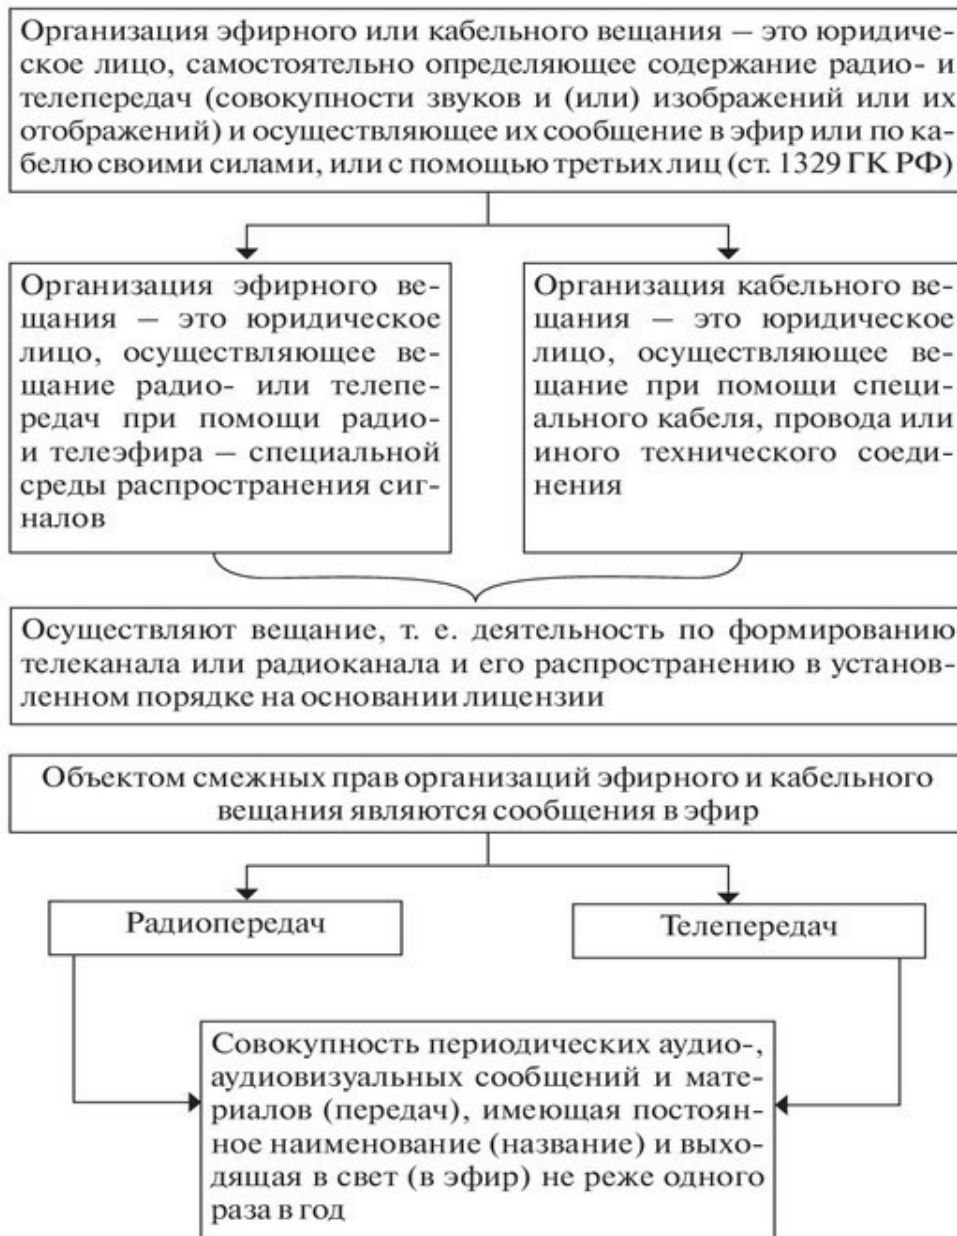 Организация эфирного или кабельного вещания – это юридиче-
ское лицо, самостоятельно определяющее содержание радио- и
телепередач (совокупности звуков и (или) изображений или их
отображений) и осуществляющее их сообщение в эфир или по ка-
белю своими силами, или с помощью третьих лиц (ст. 1329 ГК РФ)
Организация эфирного ве-
щания – это юридическое
лицо, осуществляющее ве-
щание радио- или телепе-
редач при помощи радио-
и телеэфира – специальной
среды распространения сиг-
налов
Организация кабельного ве-
щания – это юридическое
лицо, осуществляющее ве-
щание при помощи специ-
ального кабеля, провода или
иного технического соеди-
нения
Осуществляют вещание, т. е. деятельность по формированию
телеканала или радиоканала и его распространению в установ-
ленном порядке на основании лицензии
Объектом смежных прав организаций эфирного и кабельного
вещания являются сообщения в эфир
Радиопередач
Телепередач
Совокупность периодических аудио-,
аудиовизуальных сообщений и мате-
риалов (передач), имеющая постоян-
ное наименование (название) и выхо-
дящая в свет (в эфир) не реже одного
раза в год